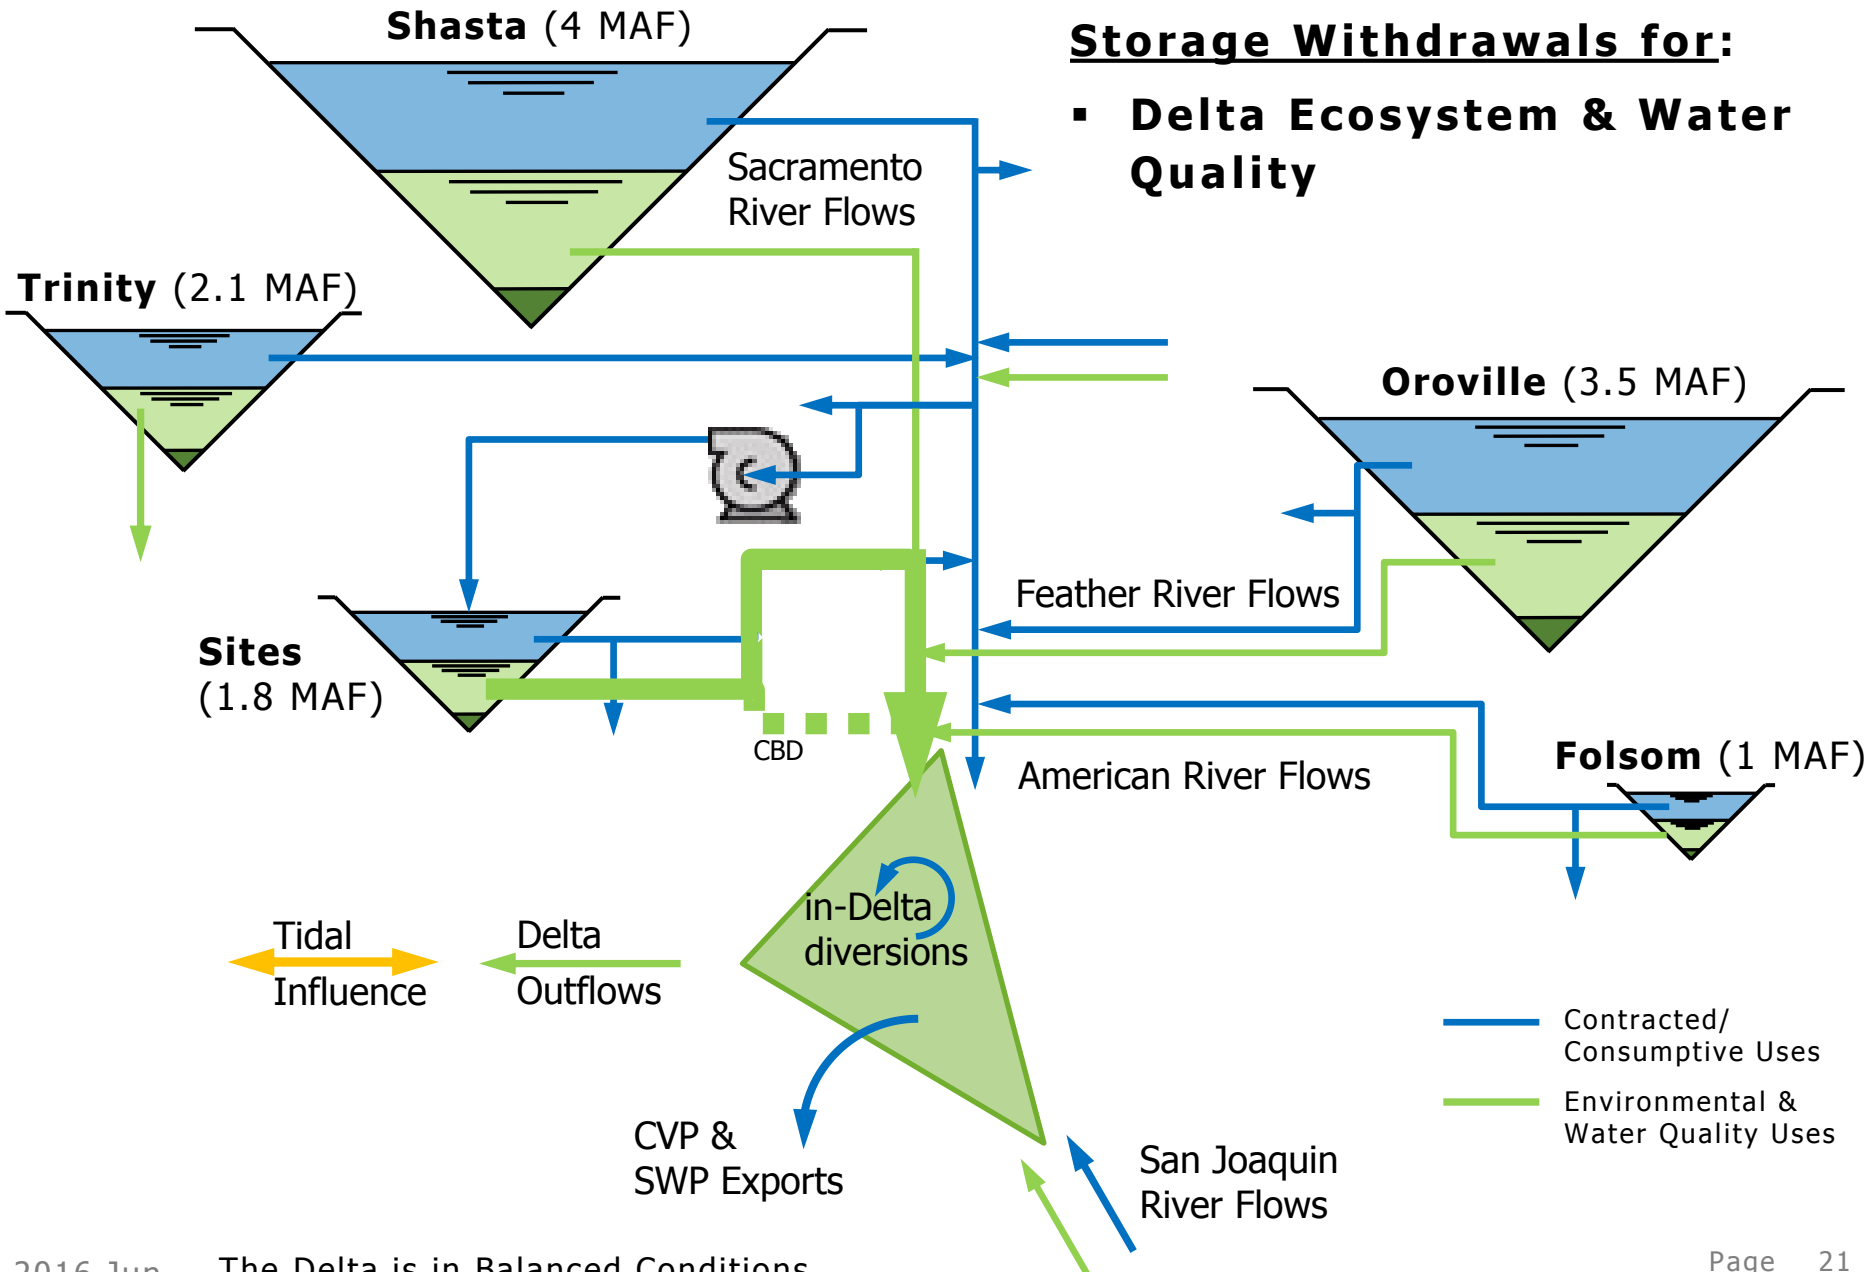 Shasta (4 MAF)
Storage Withdrawals for:
▪ Delta Ecosystem & Water
Quality
Sacramento
River Flows
Trinity (2.1 MAF)
Oroville (3.5 MAF)
Feather River Flows
Sites
(1.8 MAF)
CBD
American River Flows
Folsom (1 MAF)
in-Delta
diversions
Tidal
Influence
Delta
Outflows
Contracted/
Consumptive Uses
Environmental &
Water Quality Uses
CVP &
SWP Exports
San Joaquin
River Flows
2016 Jun
The Delta is in Balanced Conditions
Page 21